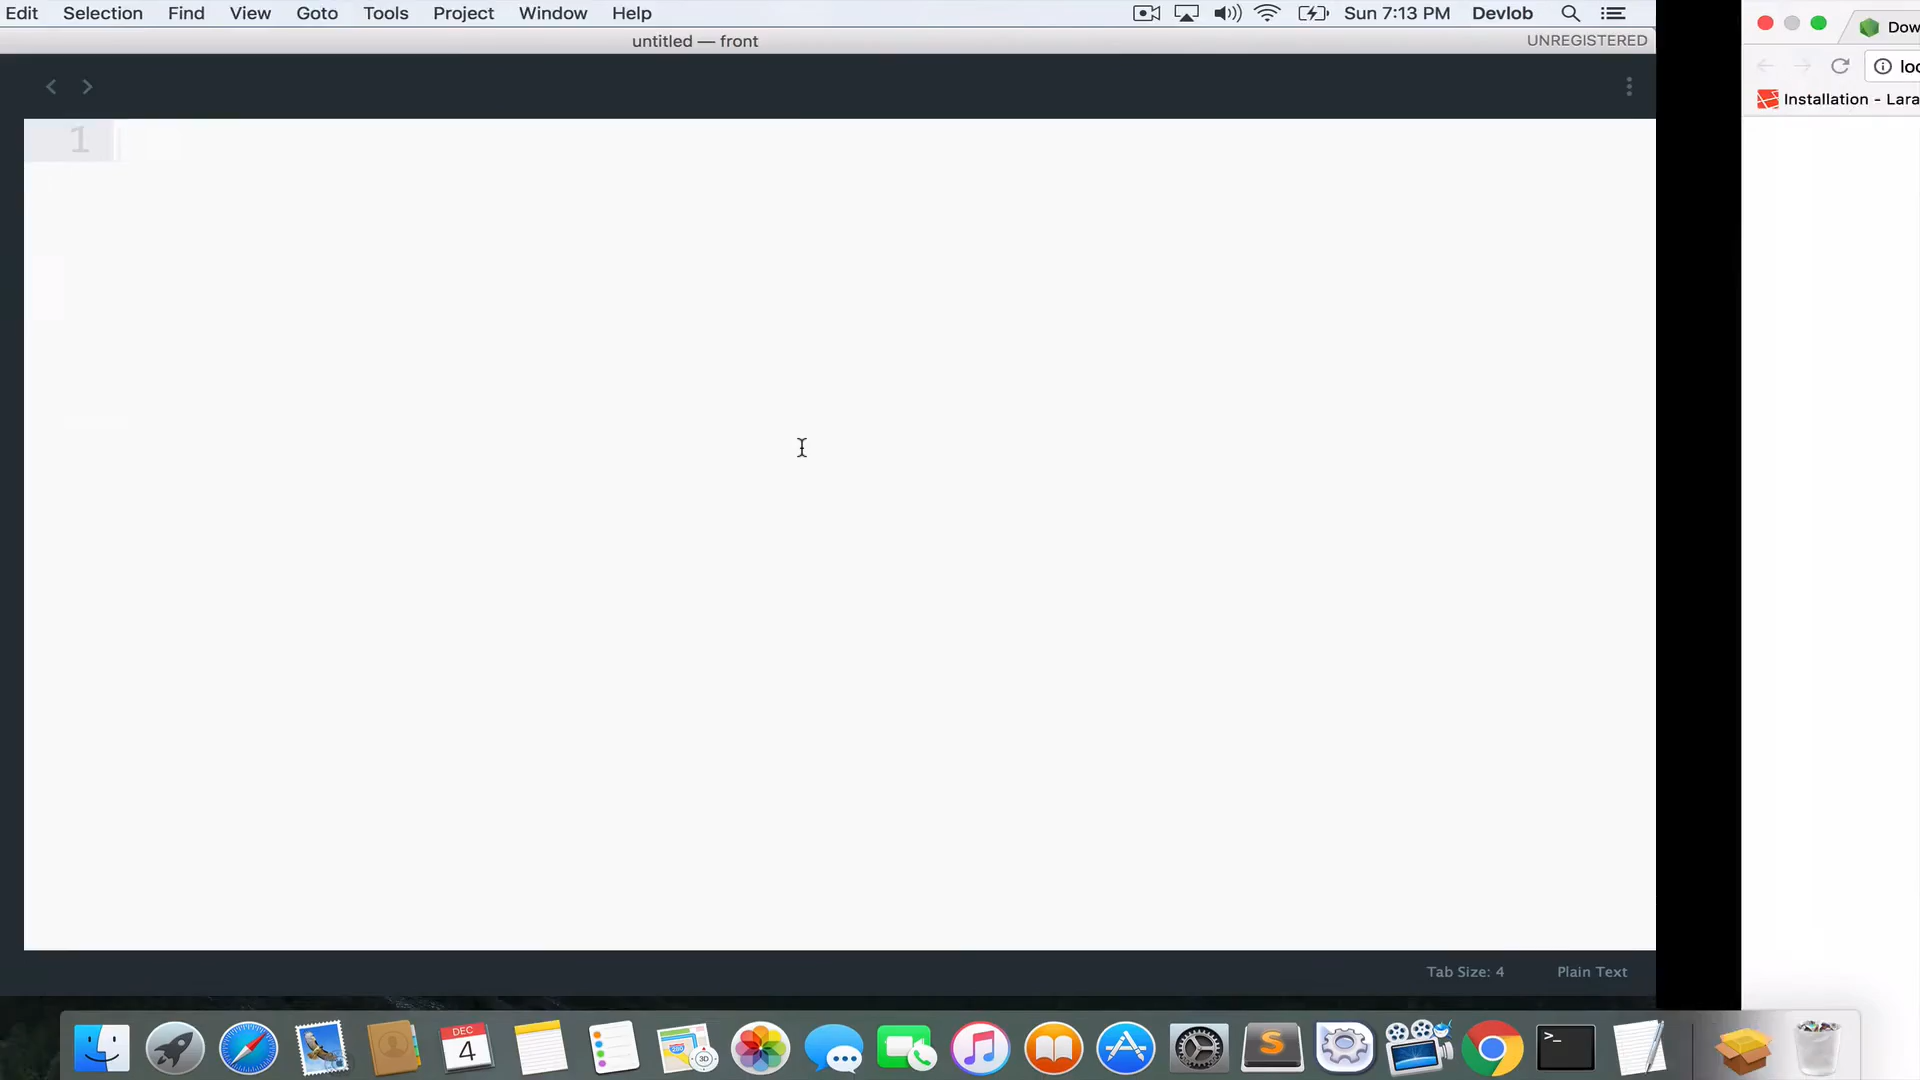 Edit Selection Find View Goto Tools Project Window Help Sun 7:13 PM Devlob
untitled — front UNREGISTERED
Dow
loc
Installation - Lara
1
Tab Size: 4 Plain Text
DEC
4